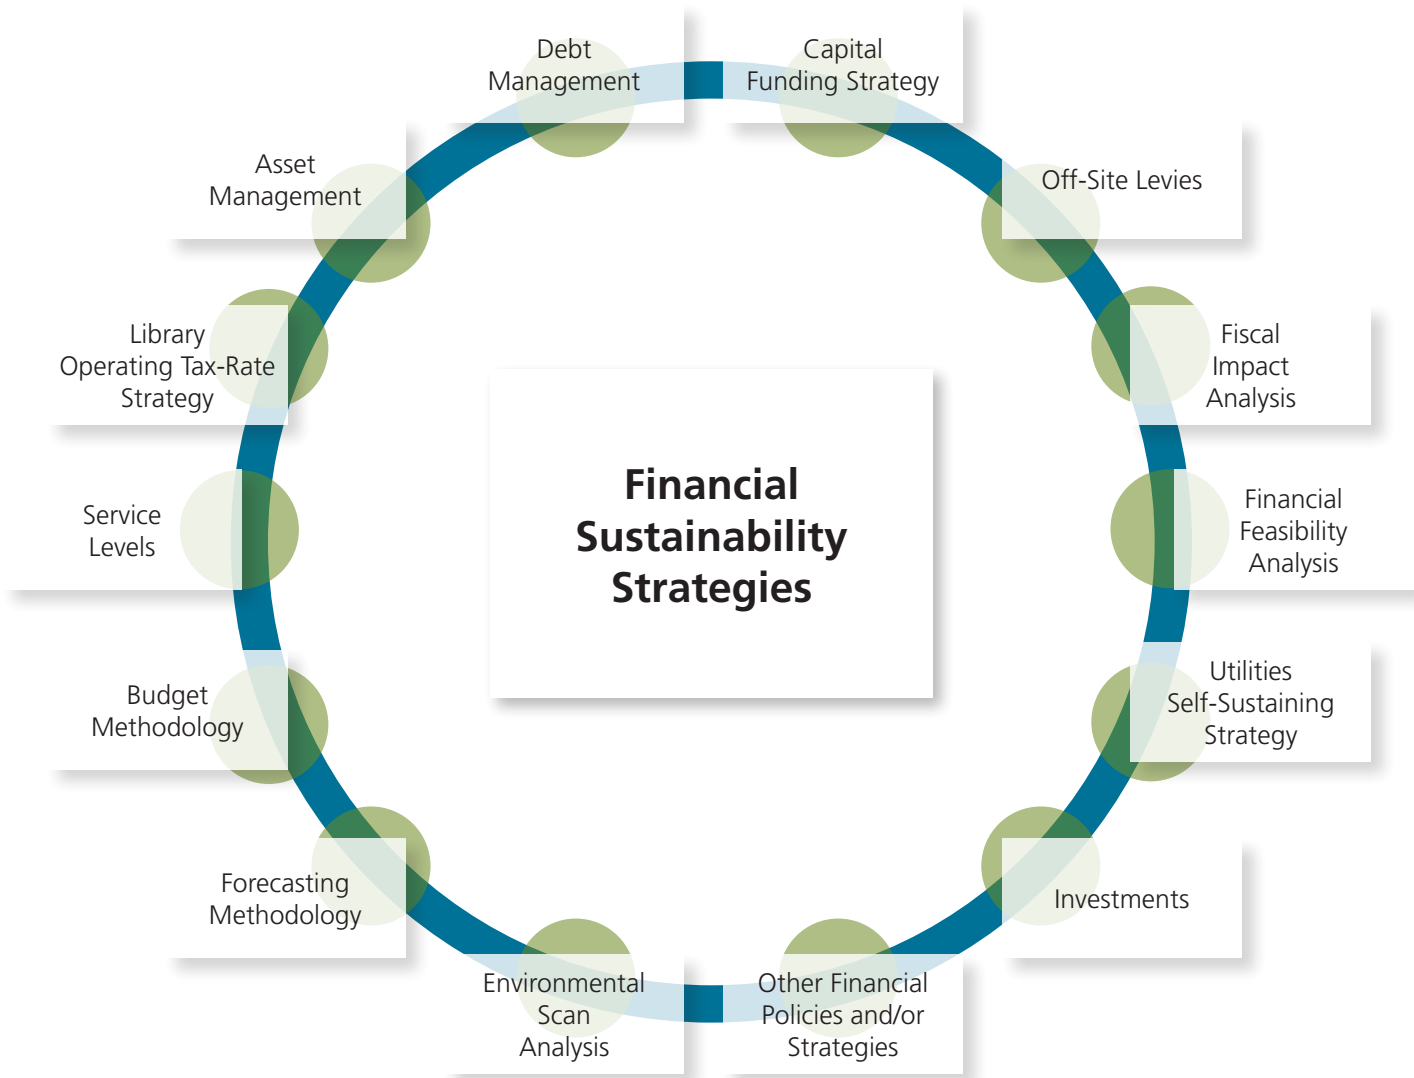 Debt
Management
Capital
Funding Strategy
Asset
Management
Off-Site Levies
Library
Operating Tax-Rate
Strategy
Fiscal
Impact
Analysis
Financial
Sustainability
Strategies
Service
Levels
Financial
Feasibility
Analysis
Budget
Methodology
Utilities
Self-Sustaining
Strategy
Forecasting
Methodology
Investments
Environmental
Scan
Analysis
Other Financial
Policies and/or
Strategies